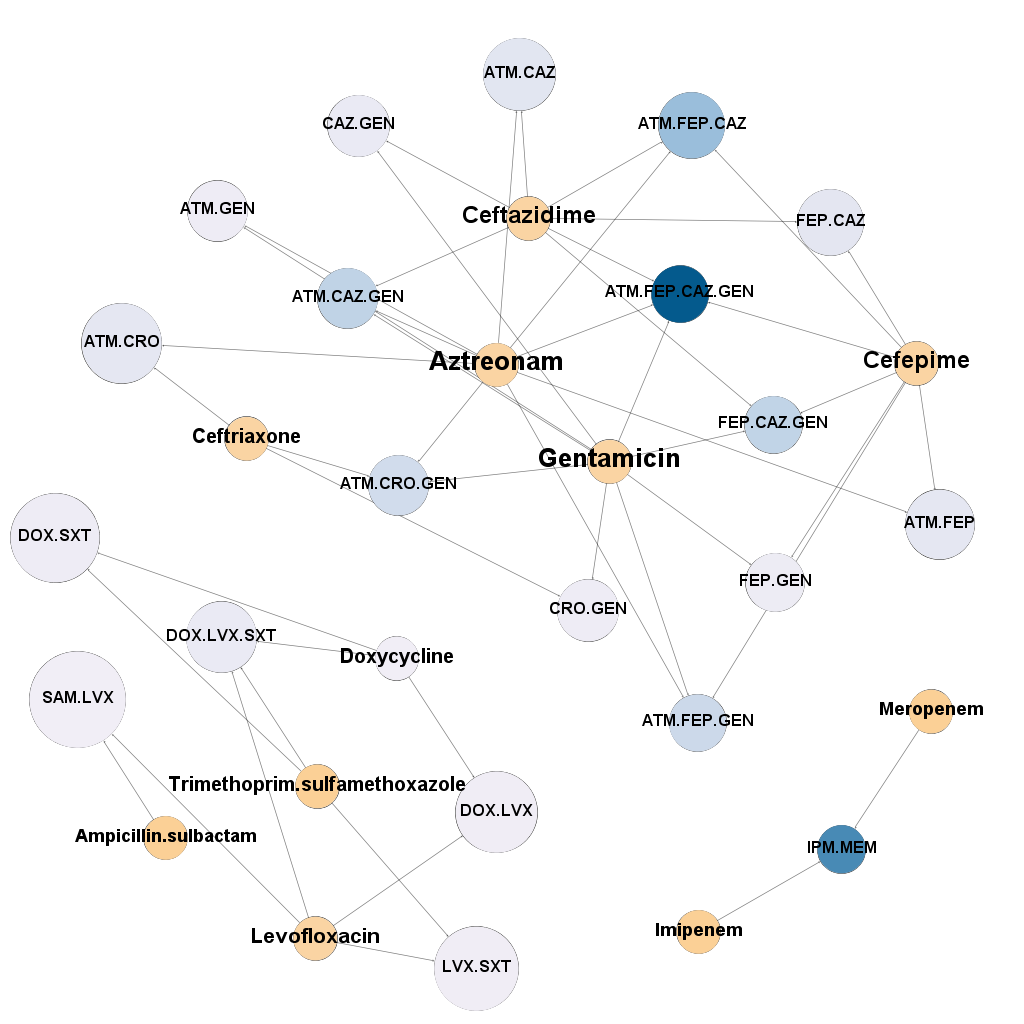 ATM.CAZ
CAZ.GEN
ATM.FEP.CAZ
ATM.GEN
Ceftazidime
FEP.CAZ
ATM.CAZ.GEN
ATM.FEP.CAZ.GEN
ATM.CRO
Aztreonam
Cefepime
Ceftriaxone
FEP.CAZ.GEN
Gentamicin
ATM.CRO.GEN
ATM.FEP
DOX.SXT
FEP.GEN
CRO.GEN
DOX.LVX.SXT
Doxycycline
SAM.LVX
Meropenem
ATM.FEP.GEN
Trimethoprim.sulfamethoxazole
DOX.LVX
Ampicillin.sulbactam
IPM.MEM
Imipenem
Levofloxacin
LVX.SXT